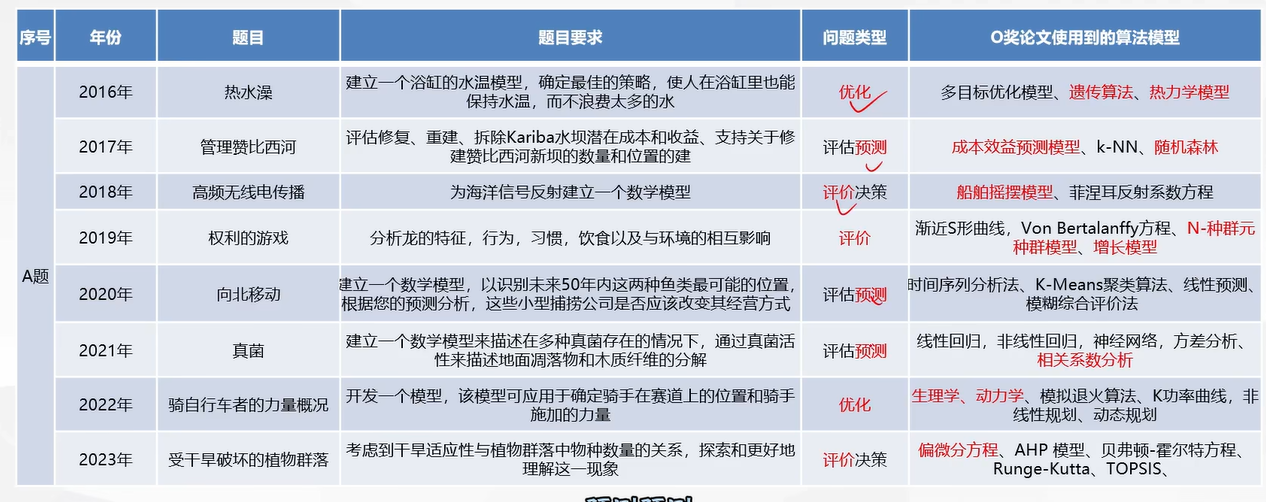 序号 年份 题目 题目要求 问题类型 O奖论文使用到的算法模型
A题
2016年 热水澡 建立一个浴缸的水温模型，确定最佳的策略，使人在浴缸里也能 优化 多目标优化模型、遗传算法、热力学模型
保持水温，而不浪费太多的水
2017年 管理赞比西河 评估修复、重建、拆除Kariba水坝潜在成本和收益、支持关于修 评估预测 成本效益预测模型、k-NN、随机森林
建赞比西河新坝的数量和位置的建
2018年 高频无线电传播 为海洋信号反射建立一个数学模型 评价决策 船舶摇摆模型、菲涅耳反射系数方程
2019年 权利的游戏 分析龙的特征，行为，习惯，饮食以及与环境的相互影响 评价 渐近S形曲线，Von Bertalanffy方程、N-种群元
种群模型、增长模型
2020年 向北移动 建立一个数学模型，以识别未来50年内这两种鱼类最可能的位置， 评估预测 时间序列分析法、K-Means聚类算法、线性预测、
根据您的预测分析，这些小型捕捞公司是否应该改变其经营方式 模糊综合评价法
2021年 真菌 建立一个数学模型来描述在多种真菌存在的情况下，通过真菌活 评估预测 线性回归，非线性回归，神经网络，方差分析、
性来描述地面凋落物和木质纤维的分解 相关系数分析
2022年 骑自行车者的力量概况 开发一个模型，该模型可应用于确定骑手在赛道上的位置和骑手 优化 生理学、动力学、模拟退火算法、K功率曲线，非
施加的力量 线性规划、动态规划
2023年 受干旱破坏的植物群落 考虑到干旱适应性与植物群落中物种数量的关系，探索和更好地 评价决策 偏微分方程、AHP 模型、贝弗顿-霍尔特方程、
理解这一现象 Runge-Kutta、TOPSIS、